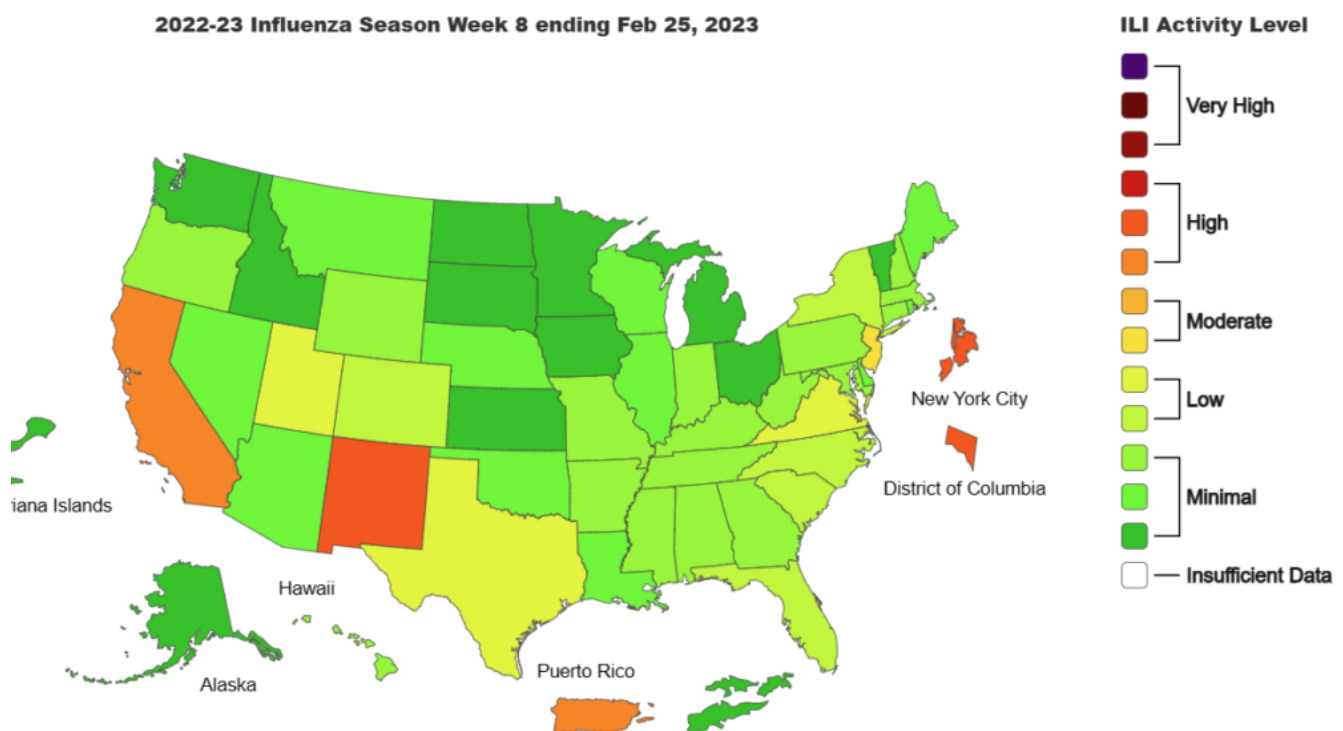 2022-23 Influenza Season Week 8 ending Feb 25, 2023
ILI Activity Level
Very High
High
Moderate
Low
Minimal
Insufficient Data
New York City
District of Columbia
riana Islands
Hawaii
Alaska
Puerto Rico